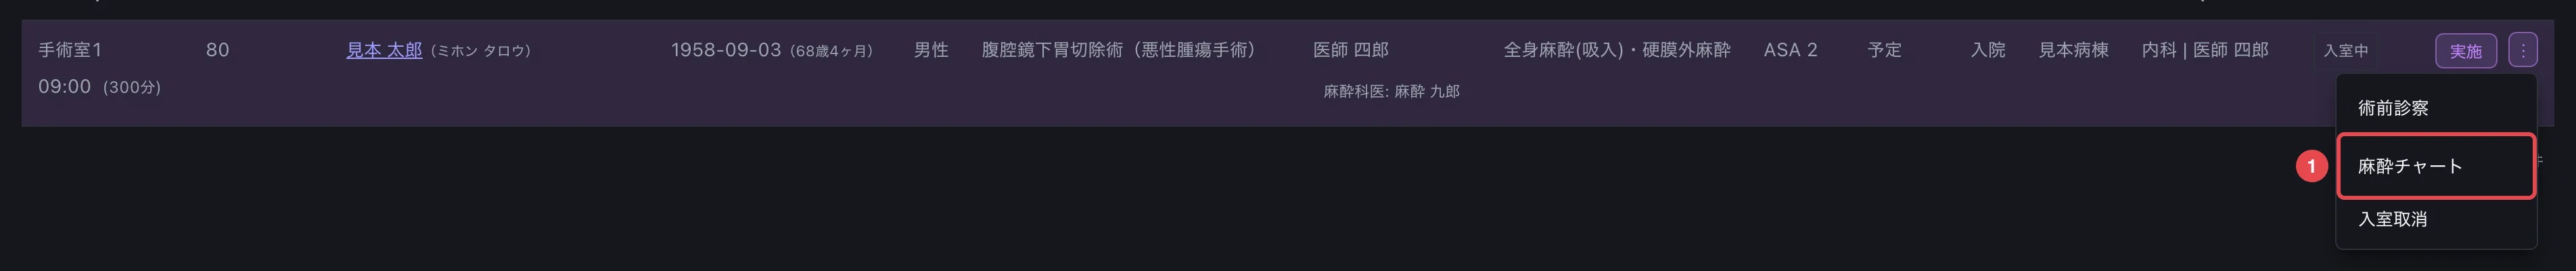 手術室1 80 見本 太郎（ミホン タロウ） 1958-09-03（68歳4ヶ月） 男性 腹腔鏡下胃切除術（悪性腫瘍手術） 医師 四郎 全身麻酔(吸入)・硬膜外麻酔 ASA 2 予定 入院 見本病棟 内科 | 医師 四郎 入室中 実施 ⋮
09:00 (300分) 麻酔科医: 麻酔 九郎
術前診察
1 麻酔チャート
入室取消